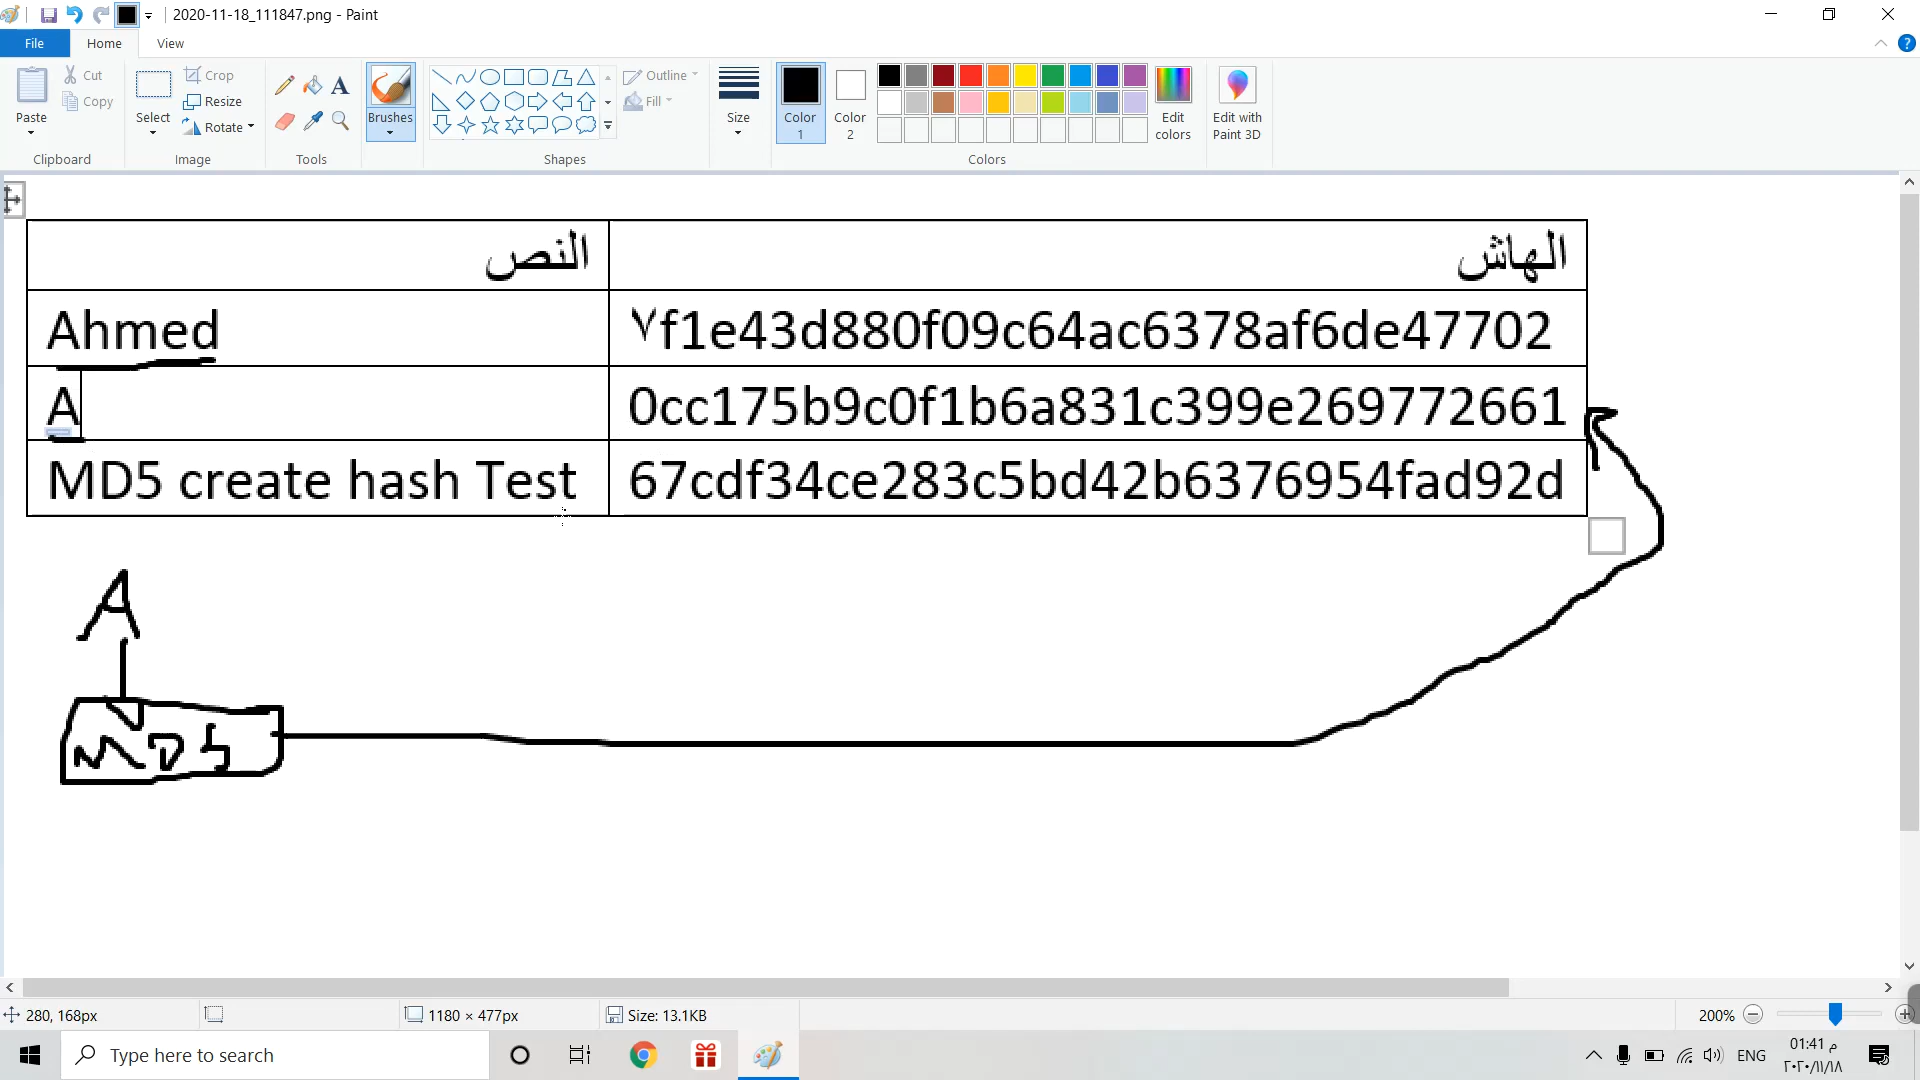 2020-11-18_111847.png - Paint
File Home View
Paste
Cut
Copy
Clipboard
Select
Crop
Resize
Rotate
Image
Tools
Brushes
Shapes
Outline
Fill
Size
Color 1
Color 2
Colors
Edit colors
Edit with Paint 3D
النص الهاش
Ahmed ٧f1e43d880f09c64ac6378af6de47702
A 0cc175b9c0f1b6a831c399e269772661
MD5 create hash Test 67cdf34ce283c5bd42b6376954fad92d
A
MD5
280, 168px 1180 × 477px Size: 13.1KB 200%
Type here to search ENG 01:41 م
٢٠٢٠/١١/١٨